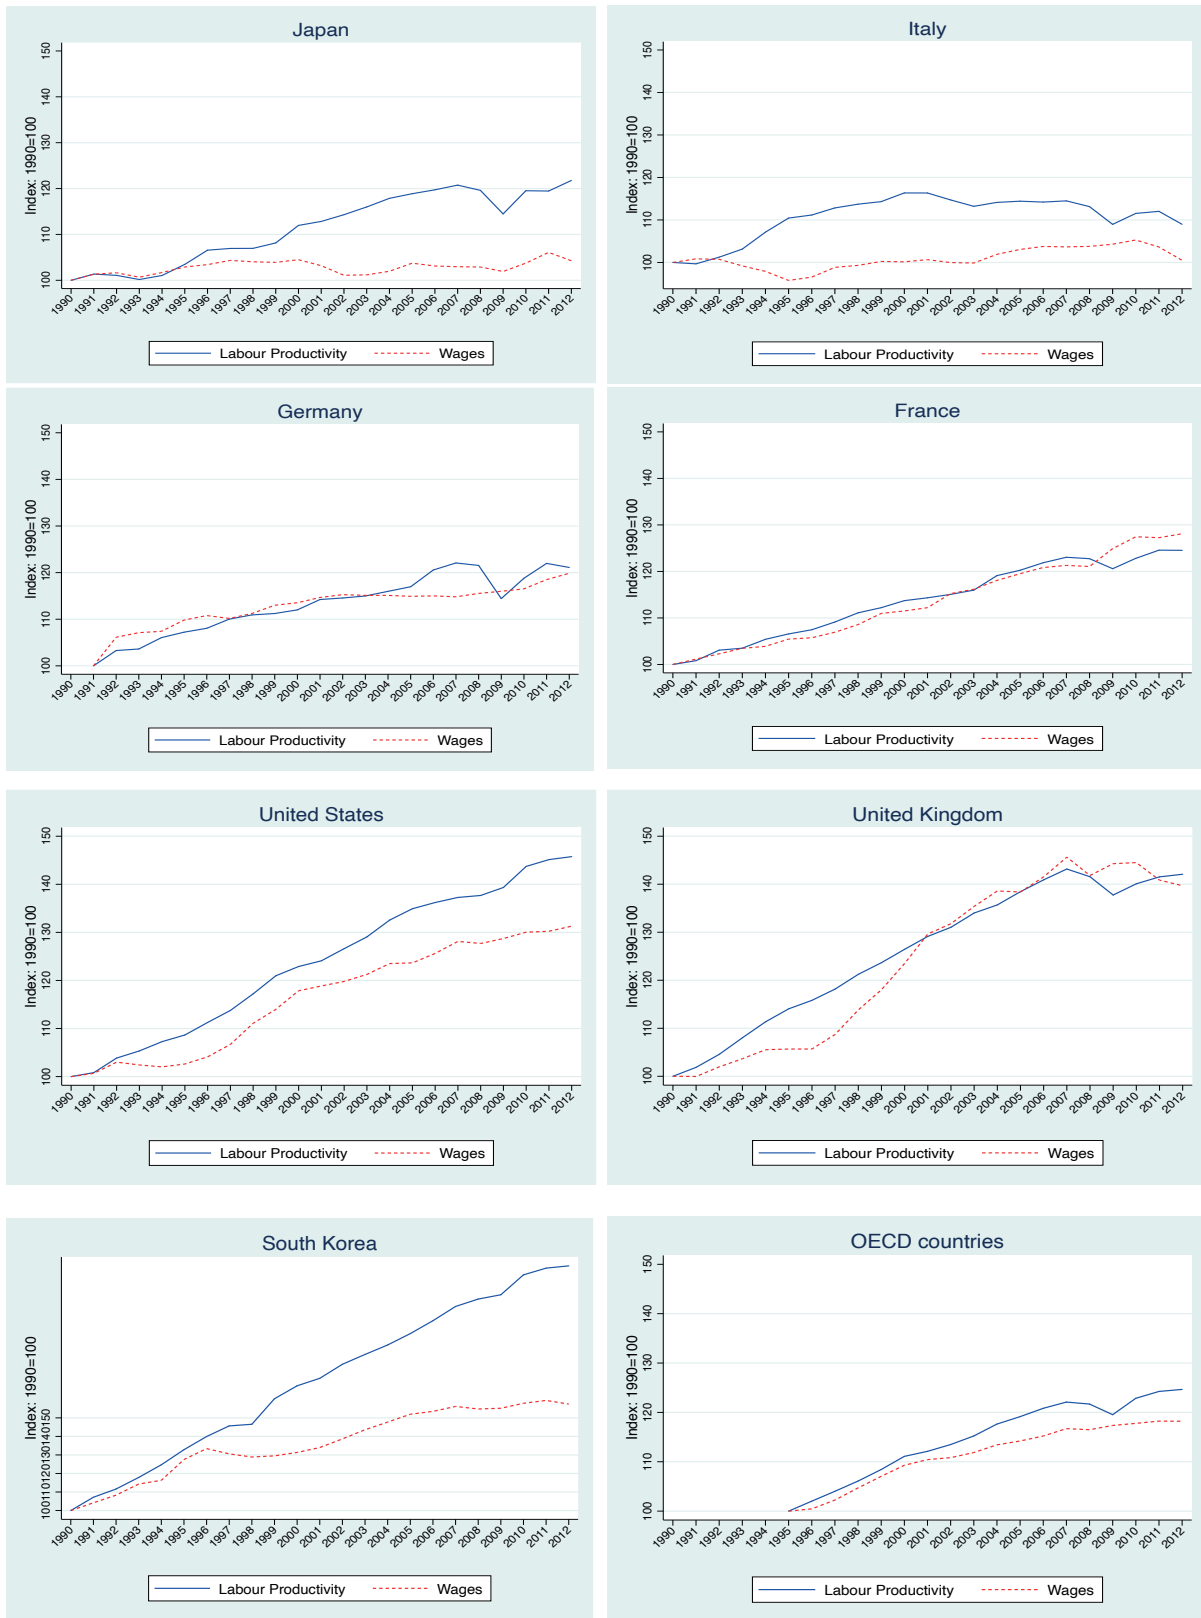 Japan
Index: 1990=100
150
140
130
120
110
100
1990 1991 1992 1993 1994 1995 1996 1997 1998 1999 2000 2001 2002 2003 2004 2005 2006 2007 2008 2009 2010 2011 2012
Labour Productivity Wages
Italy
Index: 1990=100
150
140
130
120
110
100
1990 1991 1992 1993 1994 1995 1996 1997 1998 1999 2000 2001 2002 2003 2004 2005 2006 2007 2008 2009 2010 2011 2012
Labour Productivity Wages
Germany
Index: 1990=100
150
140
130
120
110
100
1990 1991 1992 1993 1994 1995 1996 1997 1998 1999 2000 2001 2002 2003 2004 2005 2006 2007 2008 2009 2010 2011 2012
Labour Productivity Wages
France
Index: 1990=100
150
140
130
120
110
100
1990 1991 1992 1993 1994 1995 1996 1997 1998 1999 2000 2001 2002 2003 2004 2005 2006 2007 2008 2009 2010 2011 2012
Labour Productivity Wages
United States
Index: 1990=100
150
140
130
120
110
100
1990 1991 1992 1993 1994 1995 1996 1997 1998 1999 2000 2001 2002 2003 2004 2005 2006 2007 2008 2009 2010 2011 2012
Labour Productivity Wages
United Kingdom
Index: 1990=100
150
140
130
120
110
100
1990 1991 1992 1993 1994 1995 1996 1997 1998 1999 2000 2001 2002 2003 2004 2005 2006 2007 2008 2009 2010 2011 2012
Labour Productivity Wages
South Korea
Index: 1990=100
150
140
130
120
110
100
1990 1991 1992 1993 1994 1995 1996 1997 1998 1999 2000 2001 2002 2003 2004 2005 2006 2007 2008 2009 2010 2011 2012
Labour Productivity Wages
OECD countries
Index: 1990=100
150
140
130
120
110
100
1990 1991 1992 1993 1994 1995 1996 1997 1998 1999 2000 2001 2002 2003 2004 2005 2006 2007 2008 2009 2010 2011 2012
Labour Productivity Wages